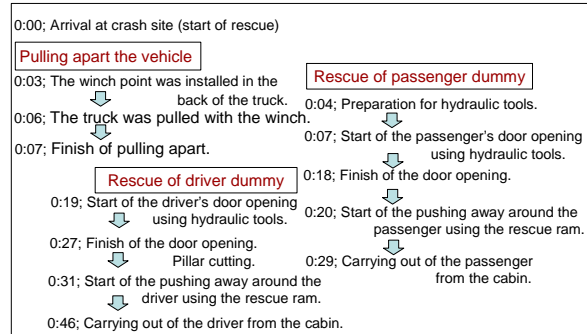 0:00; Arrival at crash site (start of rescue)
Pulling apart the vehicle
0:03; The winch point was installed in the
back of the truck.
0:06; The truck was pulled with the winch.
0:07; Finish of pulling apart.
Rescue of driver dummy
0:19; Start of the driver's door opening
using hydraulic tools.
0:27; Finish of the door opening.
Pillar cutting.
0:31; Start of the pushing away around the
driver using the rescue ram.
0:46; Carrying out of the driver from the cabin.
Rescue of passenger dummy
0:04; Preparation for hydraulic tools.
0:07; Start of the passenger's door opening
using hydraulic tools.
0:18; Finish of the door opening.
0:20; Start of the pushing away around the
passenger using the rescue ram.
0:29; Carrying out of the passenger
from the cabin.